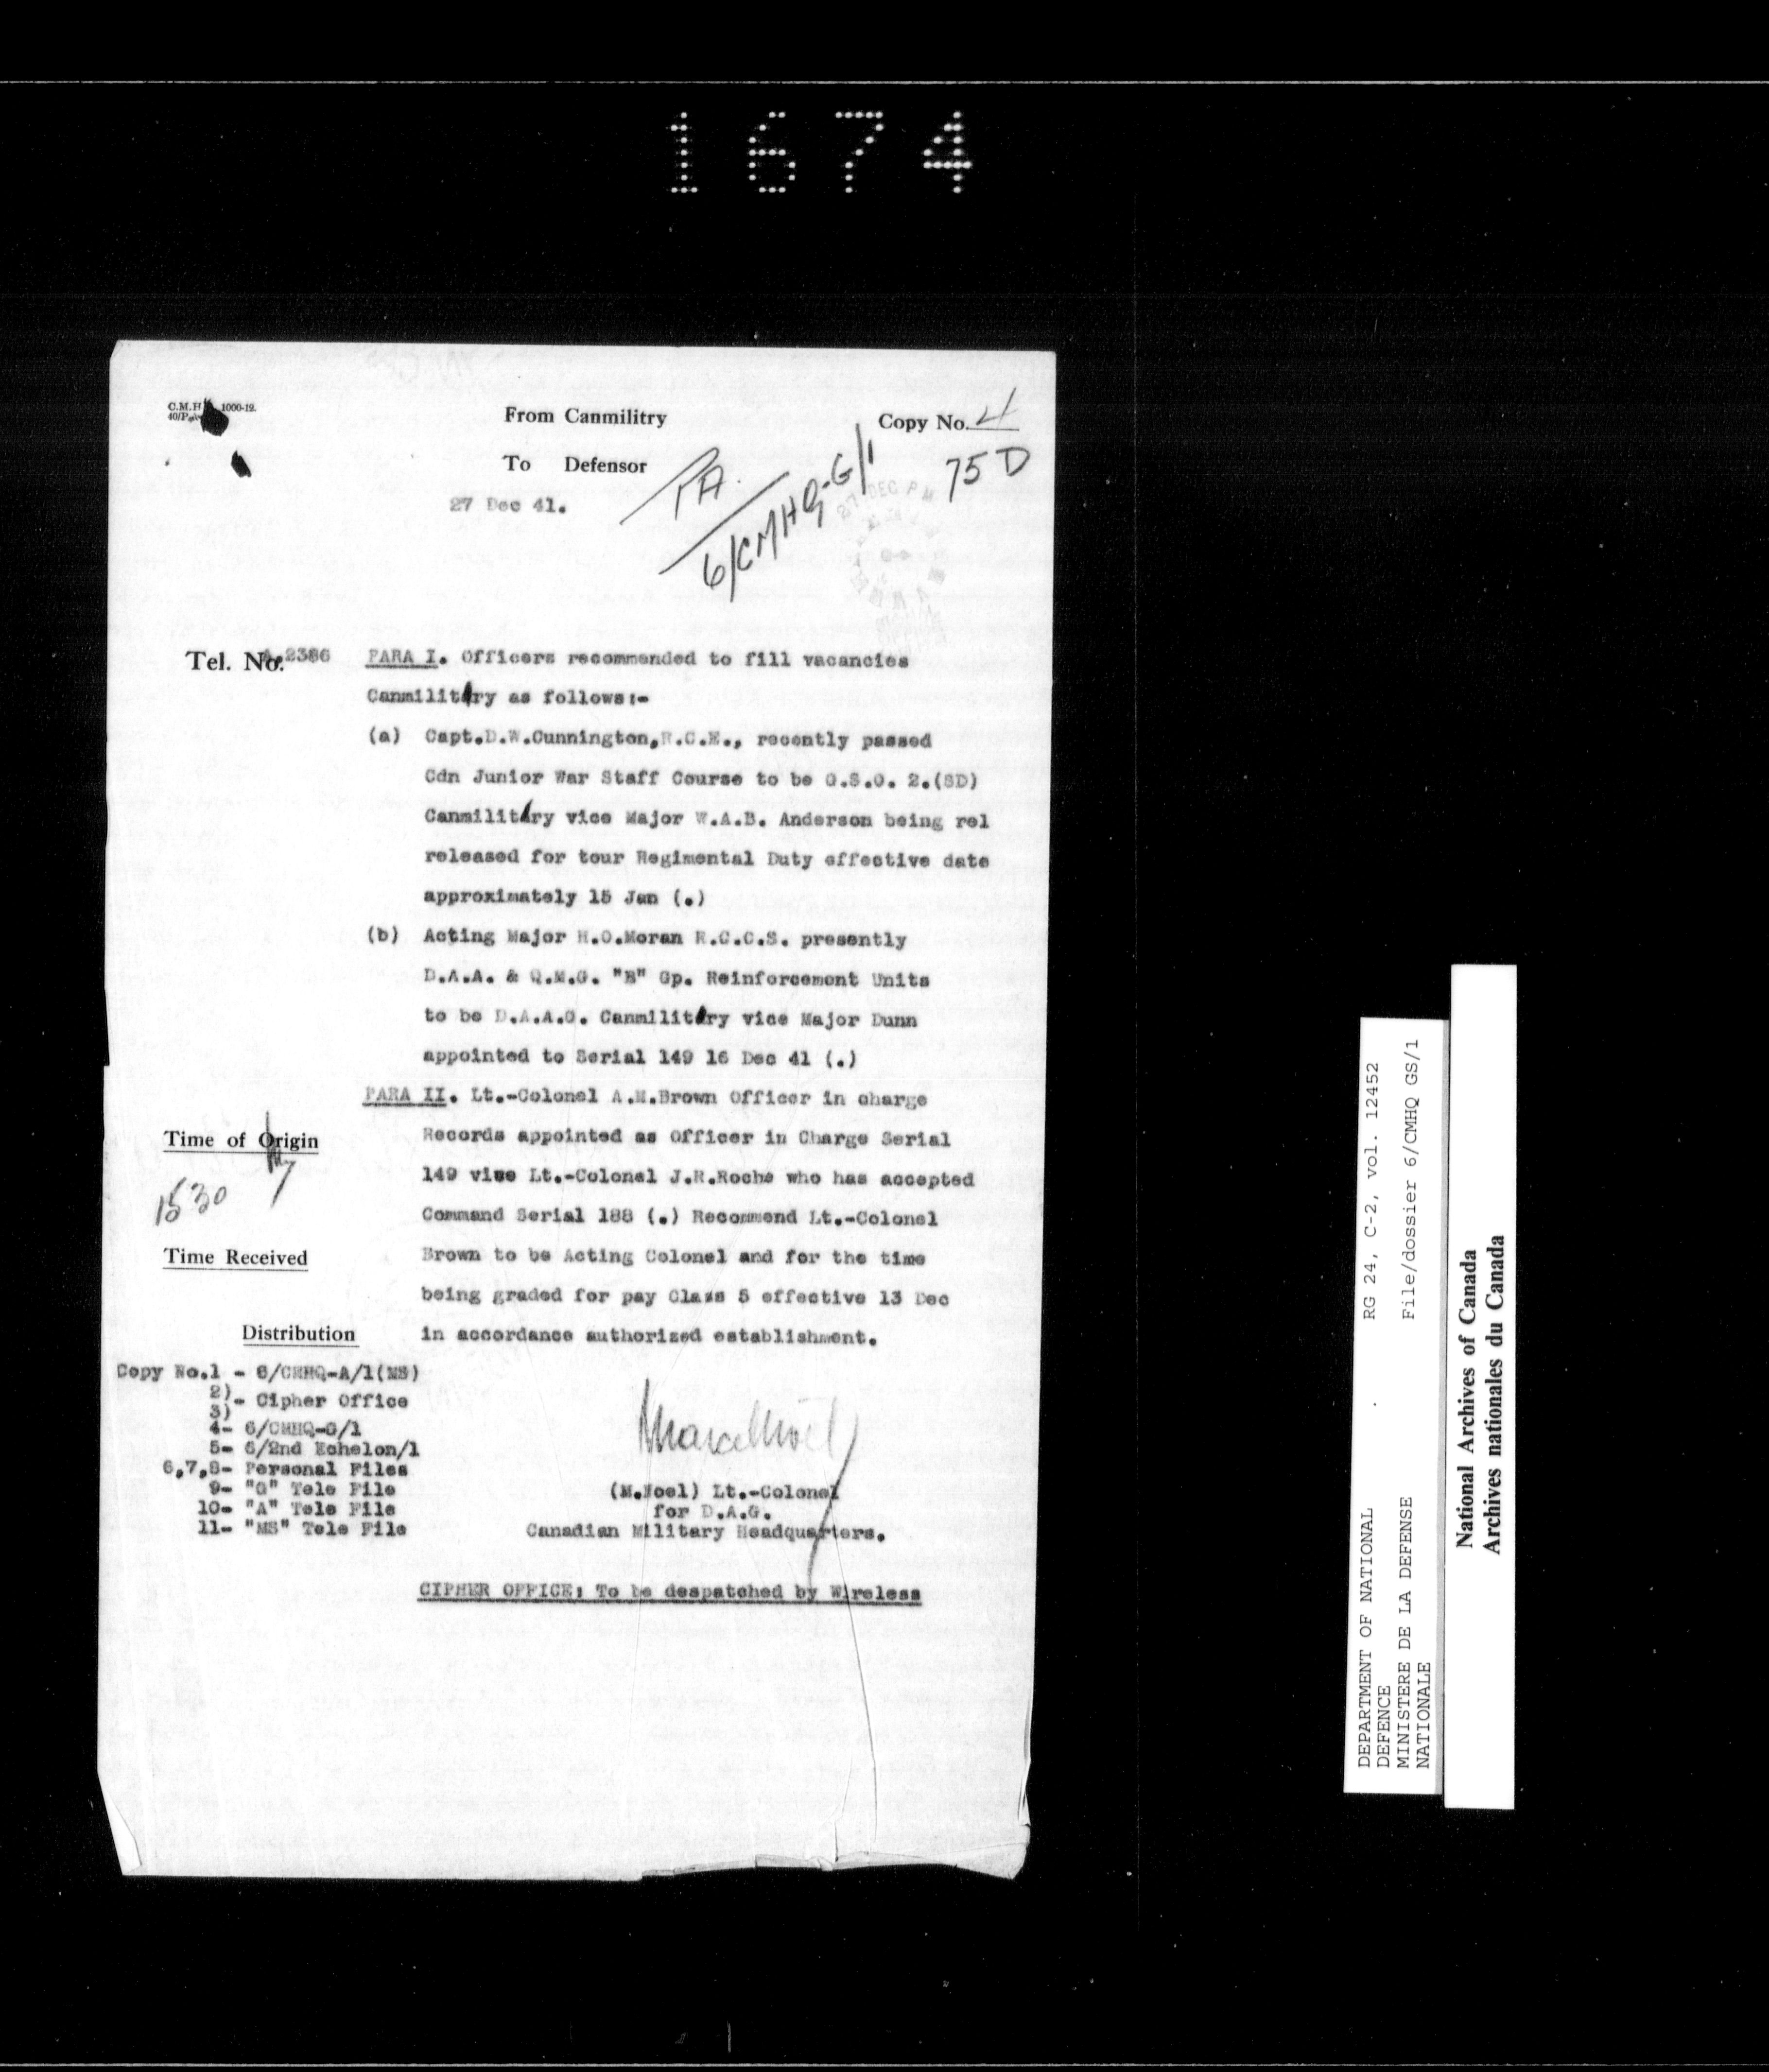 1674
C.M.H 1000-12.
From Canmilitry
Copy No. 4
To Defensor
75 D
27 Dec 41.
PA.
6/CMHQ-G/1
27 DEC P M
Tel. No. A.2386
PARA I. Officers recommended to fill vacancies
Canmilitary as follows:-
(a) Capt.D.W.Cunnington,R.C.E., recently passed
Cdn Junior War Staff Course to be G.S.O. 2.(SD)
Canmilitary vice Major W.A.B. Anderson being rel
released for tour Regimental Duty effective date
approximately 15 Jan (.)
(b) Acting Major H.O.Moran R.C.C.S. presently
D.A.A. & Q.M.G. "B" Gp. Reinforcement Units
to be D.A.A.G. Canmilitary vice Major Dunn
appointed to Serial 149 16 Dec 41 (.)
PARA II. Lt.-Colonel A.M.Brown Officer in charge
Records appointed as Officer in Charge Serial
149 vice Lt.-Colonel J.R.Roche who has accepted
Command Serial 188 (.) Recommend Lt.-Colonel
Brown to be Acting Colonel and for the time
being graded for pay Class 5 effective 13 Dec
in accordance authorized establishment.
Time of Origin
1530
Time Received
Distribution
Copy No.1 - 6/CMHQ-A/1(MS)
2)
3) - Cipher Office
4- 6/CMHQ-G/1
5- 6/2nd Echelon/1
6,7,8- Personal Files
9- "G" Tele File
10- "A" Tele File
11- "MS" Tele File
Marcel Noel
(M.Noel) Lt.-Colonel
for D.A.G.
Canadian Military Headquarters.
CIPHER OFFICE: To be despatched by Wireless
DEPARTMENT OF NATIONAL RG 24, C-2, vol. 12452
DEFENCE
MINISTERE DE LA DEFENSE File/dossier 6/CMHQ GS/1
NATIONALE
National Archives of Canada
Archives nationales du Canada